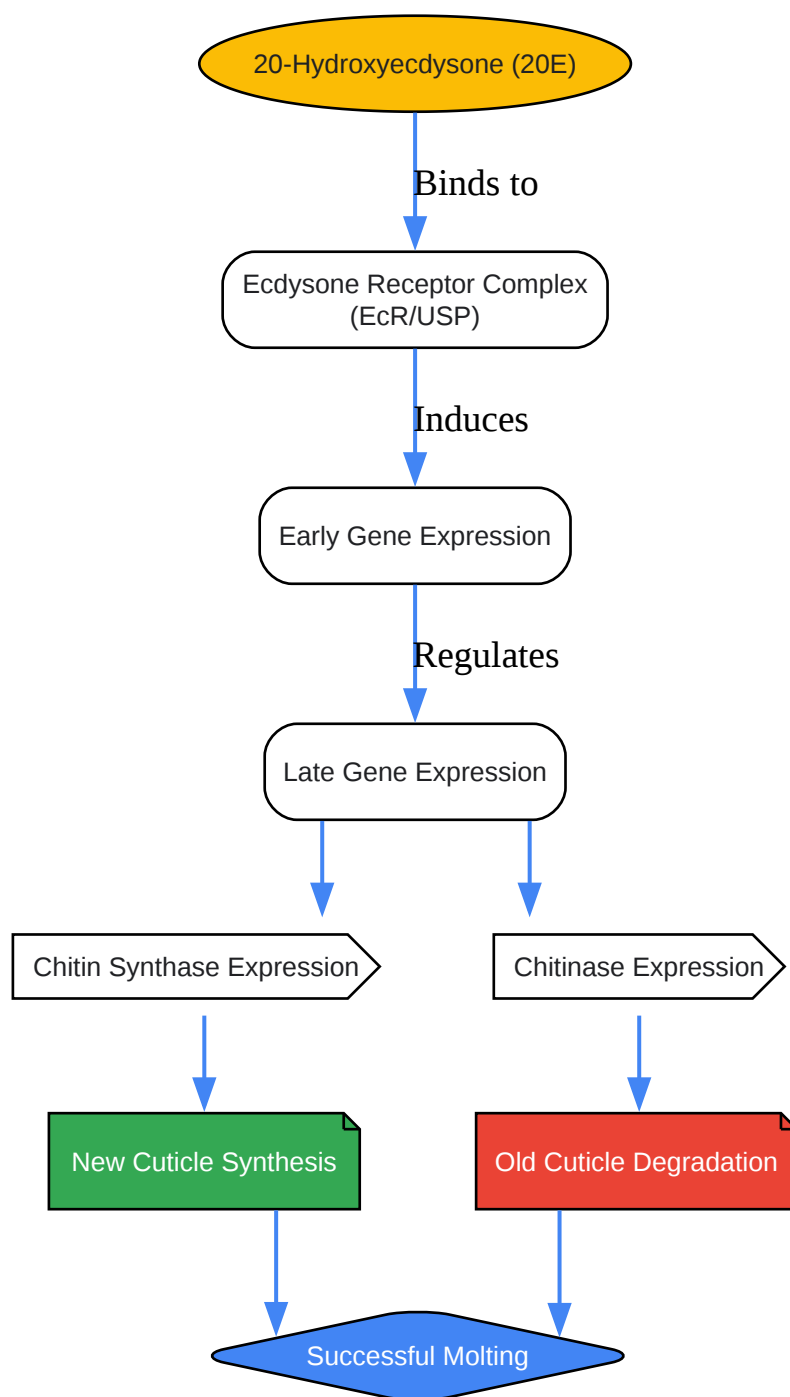 20-Hydroxyecdysone (20E)
Binds to
Ecdysone Receptor Complex
(EcR/USP)
Induces
Early Gene Expression
Regulates
Late Gene Expression
Chitin Synthase Expression
Chitinase Expression
New Cuticle Synthesis
Old Cuticle Degradation
Successful Molting